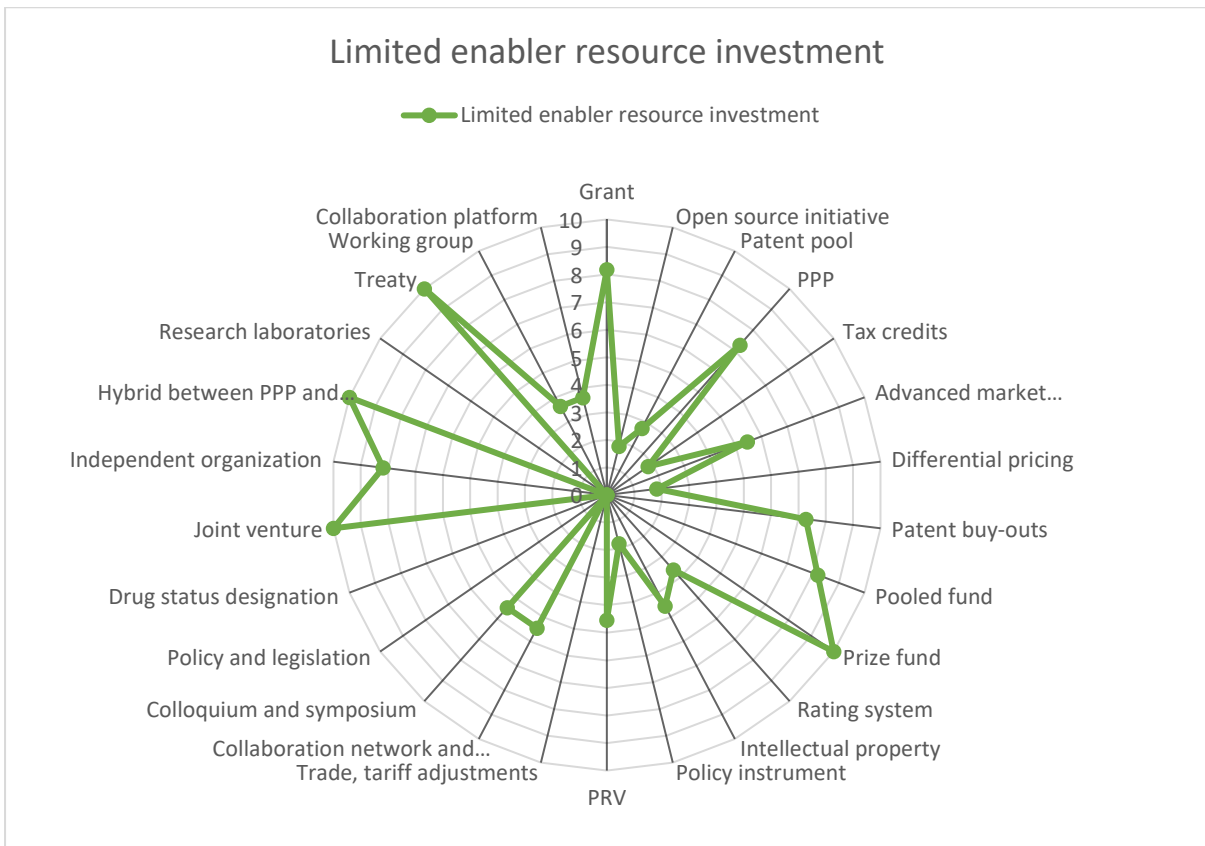 Limited enabler resource investment
Limited enabler resource investment
Grant
Open source initiative
Patent pool
PPP
Tax credits
Advanced market...
Differential pricing
Patent buy-outs
Pooled fund
Prize fund
Rating system
Intellectual property
Policy instrument
PRV
Trade, tariff adjustments
Collaboration network and...
Colloquium and symposium
Policy and legislation
Drug status designation
Joint venture
Independent organization
Hybrid between PPP and...
Research laboratories
Treaty
Working group
Collaboration platform
10
9
8
7
6
5
4
3
2
1
0